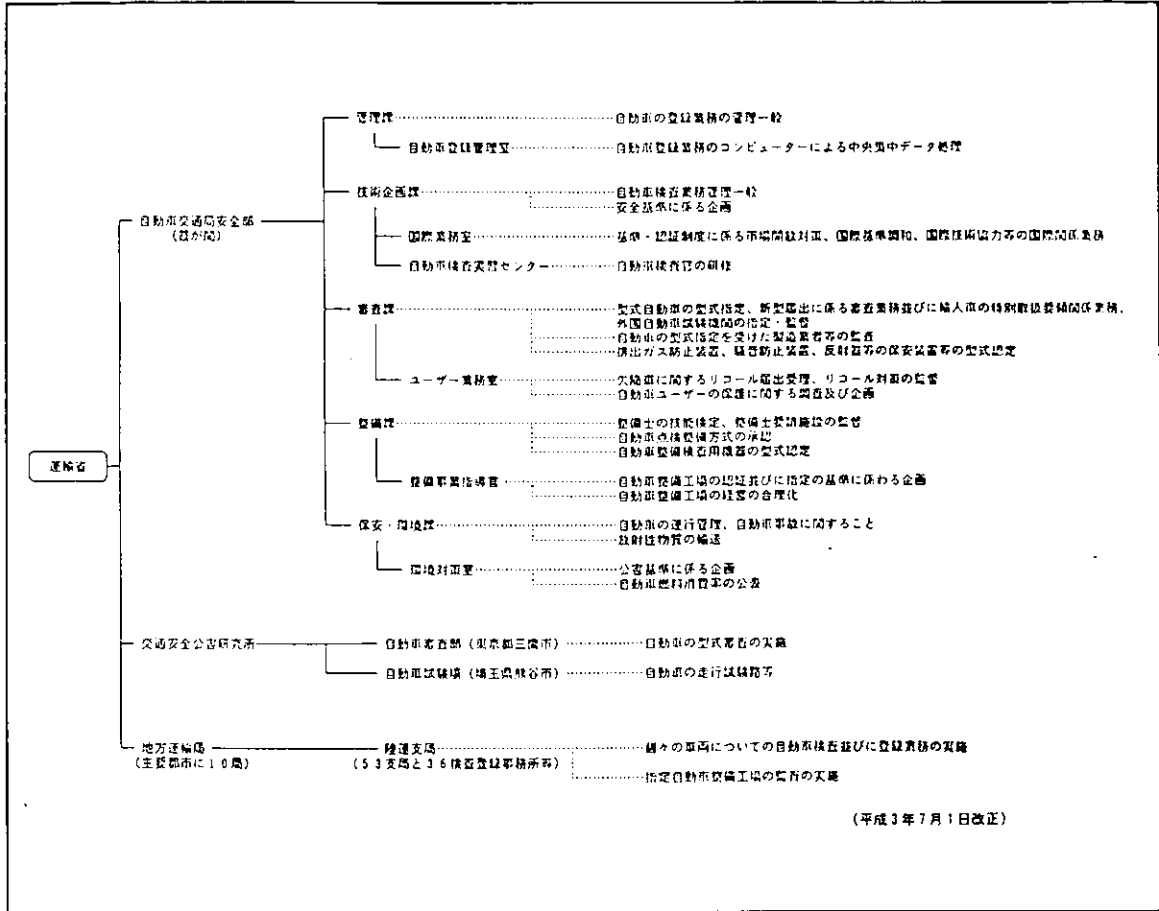 管理課 自動車の登録業務の管理一般
自動車登録管理室 自動車登録業務のコンピューターによる中央集中データ処理
技術企画課 自動車検査業務管理一般
安全基準に係る企画
自動車交通局安全部
(霞が関)
国際業務室 基準・認証制度に係る市場開放対策、国際基準調和、国際技術協力等の国際関係業務
自動車検査実習センター 自動車検査官の研修
審査課 型式自動車の型式指定、新型届出に係る審査業務並びに輸入車の特別取扱要領関係業務、
外国自動車試験機関の指定・監督
自動車の型式指定を受けた製造業者等の監査
排出ガス防止装置、騒音防止装置、反射器等の保安装置等の型式認定
ユーザー業務室 欠陥車に関するリコール届出受理、リコール対策の監督
自動車ユーザーの保護に関する調査及び企画
整備課 整備士の技能検定、整備士養成施設の監督
自動車点検整備方式の承認
自動車整備検査用機器の型式認定
運輸省
整備事業指導官 自動車整備工場の認証並びに指定の基準に係わる企画
自動車整備工場の経営の合理化
保安・環境課 自動車の運行管理、自動車事故に関すること
放射性物質の輸送
環境対策室 公害基準に係る企画
自動車燃料消費率の公表
交通安全公害研究所 自動車審査部(東京都三鷹市) 自動車の型式審査の実施
自動車試験場(埼玉県熊谷市) 自動車の走行試験路等
地方運輸局 陸運支局 個々の車両についての自動車検査並びに登録業務の実施
(主要都市に10局) (53支局と36検査登録事務所等)
指定自動車整備工場の監査の実施
(平成3年7月1日改正)